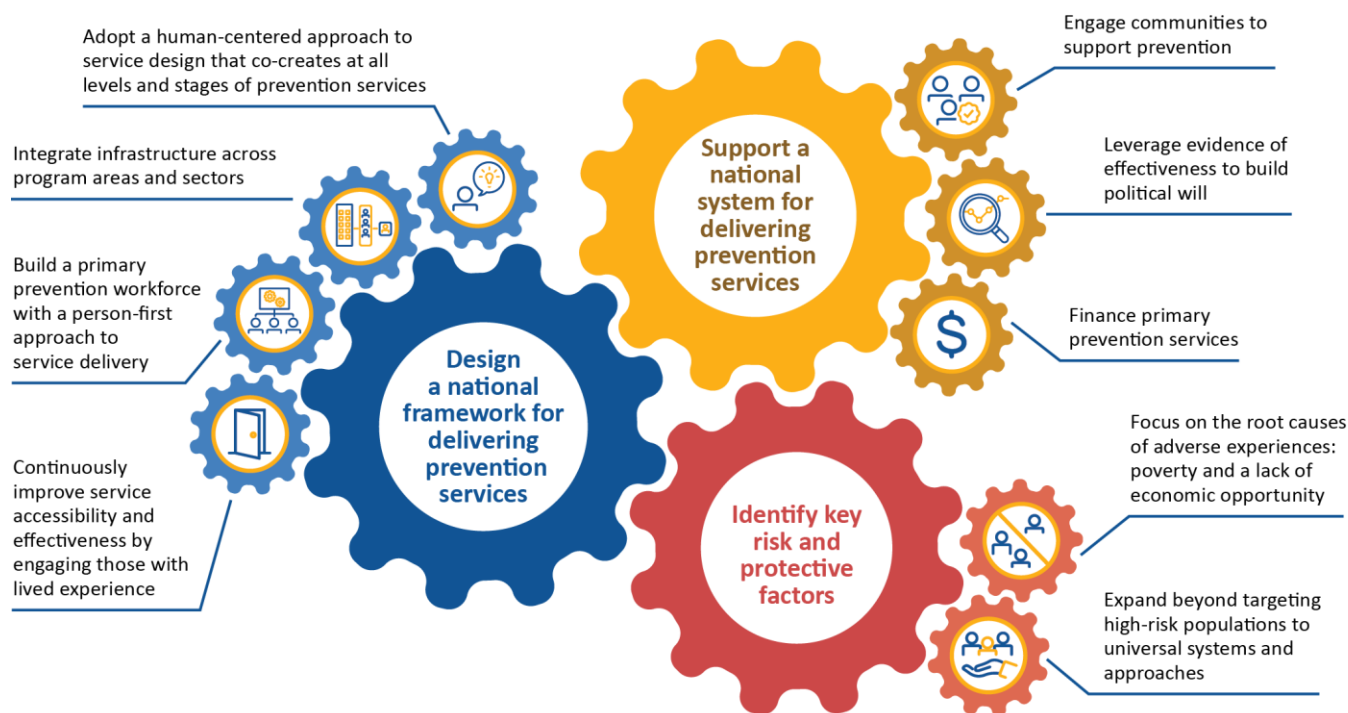 Adopt a human-centered approach to
service design that co-creates at all
levels and stages of prevention services
Integrate infrastructure across
program areas and sectors
Build a primary
prevention workforce
with a person-first
approach to
service delivery
Continuously
improve service
accessibility and
effectiveness by
engaging those with
lived experience
Design
a national
framework for
delivering
prevention
services
Support a
national
system for
delivering
prevention
services
Engage communities to
support prevention
Leverage evidence of
effectiveness to build
political will
$
Finance primary
prevention services
Identify key
risk and
protective
factors
Focus on the root causes
of adverse experiences:
poverty and a lack of
economic opportunity
Expand beyond targeting
high-risk populations to
universal systems and
approaches